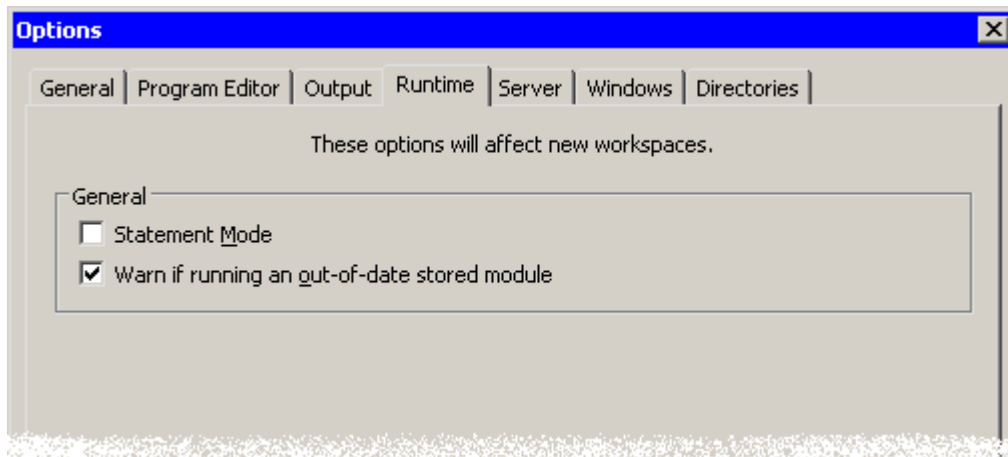 Options
General Program Editor Output Runtime Server Windows Directories
These options will affect new workspaces.
General
Statement Mode
Warn if running an out-of-date stored module